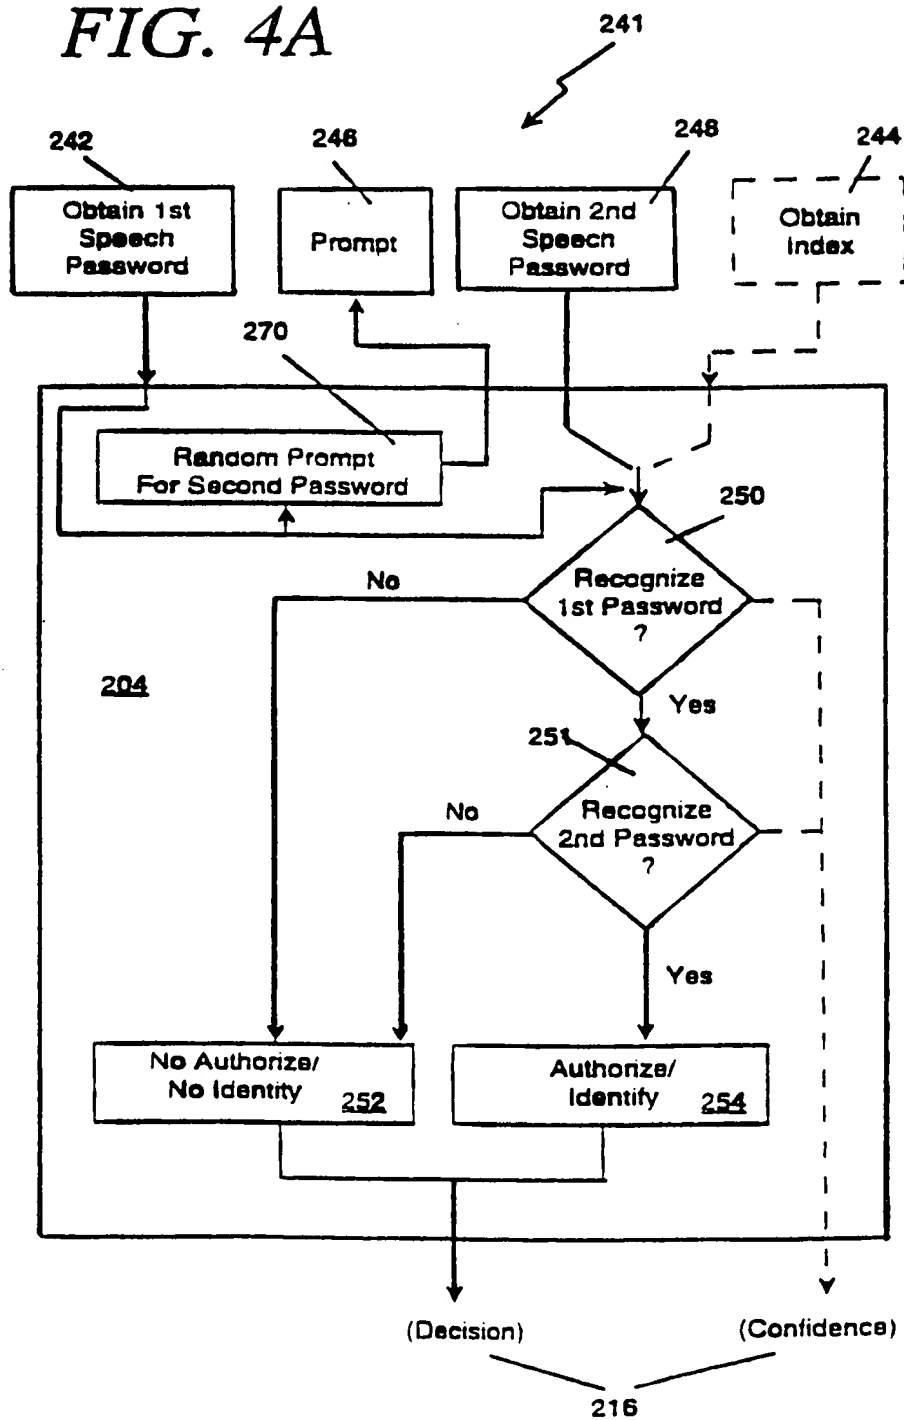 FIG. 4A
241
242
246
248
244
Obtain 1st
Speech
Password
Prompt
Obtain 2nd
Speech
Password
Obtain
Index
270
Random Prompt
For Second Password
250
No
Recognize
1st Password
?
204
Yes
251
No
Recognize
2nd Password
?
Yes
No Authorize/
No Identity
252
Authorize/
Identify
254
(Decision)
(Confidence)
216